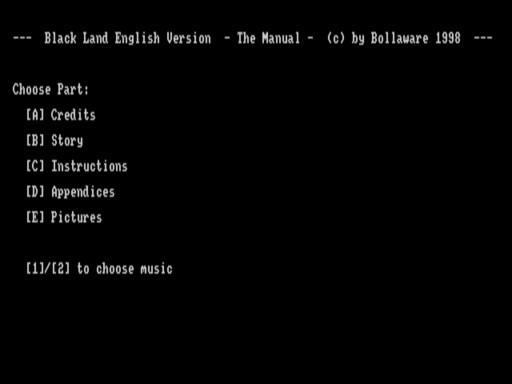 --- Black Land English Version - The Manual - (c) by Bollaware 1998 ---
Choose Part:
[A] Credits
[B] Story
[C] Instructions
[D] Appendices
[E] Pictures
[1]/[2] to choose music